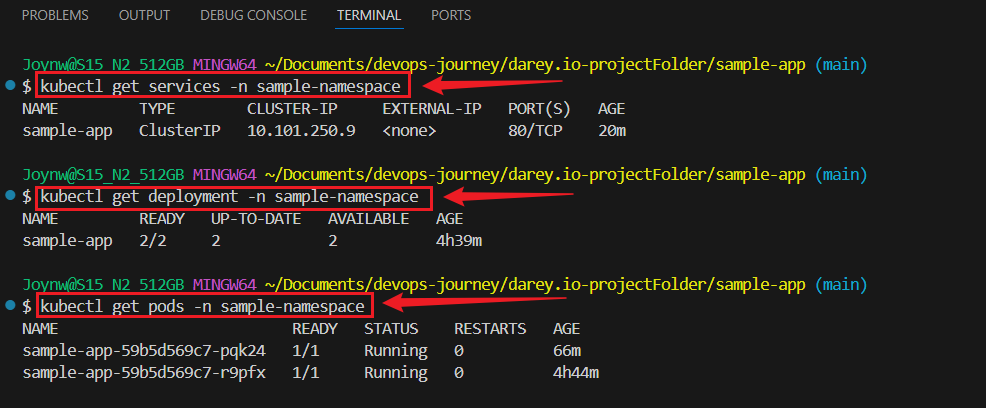 PROBLEMS OUTPUT DEBUG CONSOLE TERMINAL PORTS
Joynw@S15_N2_512GB MINGW64 ~/Documents/devops-journey/darey.io-projectFolder/sample-app (main)
$ kubectl get services -n sample-namespace
NAME TYPE CLUSTER-IP EXTERNAL-IP PORT(S) AGE
sample-app ClusterIP 10.101.250.9 <none> 80/TCP 20m
Joynw@S15_N2_512GB MINGW64 ~/Documents/devops-journey/darey.io-projectFolder/sample-app (main)
$ kubectl get deployment -n sample-namespace
NAME READY UP-TO-DATE AVAILABLE AGE
sample-app 2/2 2 2 4h39m
Joynw@S15_N2_512GB MINGW64 ~/Documents/devops-journey/darey.io-projectFolder/sample-app (main)
$ kubectl get pods -n sample-namespace
NAME READY STATUS RESTARTS AGE
sample-app-59b5d569c7-pqk24 1/1 Running 0 66m
sample-app-59b5d569c7-r9pfx 1/1 Running 0 4h44m